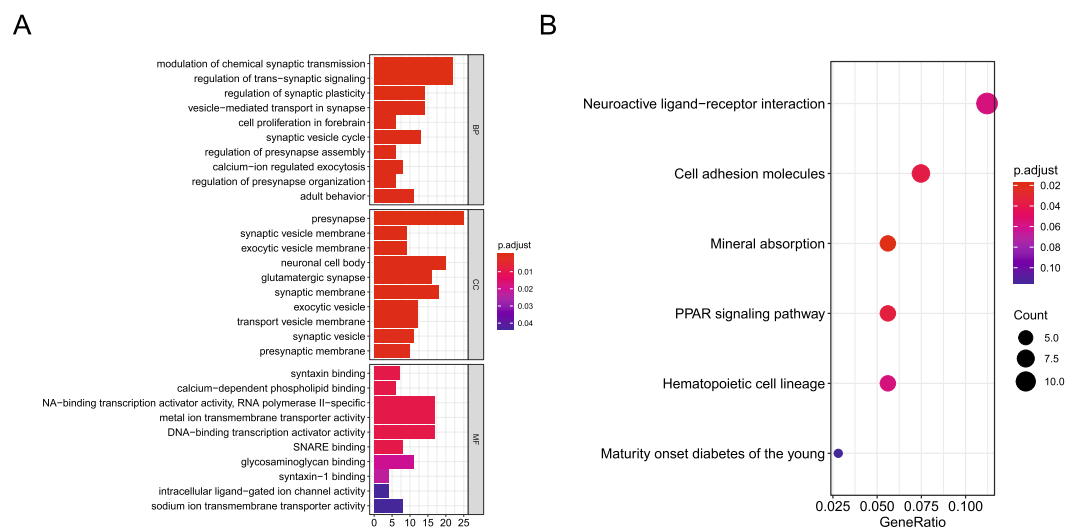 A
modulation of chemical synaptic transmission
regulation of trans−synaptic signaling
regulation of synaptic plasticity
vesicle−mediated transport in synapse
cell proliferation in forebrain
synaptic vesicle cycle
regulation of presynapse assembly
calcium−ion regulated exocytosis
regulation of presynapse organization
adult behavior
BP
presynapse
synaptic vesicle membrane
exocytic vesicle membrane
neuronal cell body
glutamatergic synapse
synaptic membrane
exocytic vesicle
transport vesicle membrane
synaptic vesicle
presynaptic membrane
CC
syntaxin binding
calcium−dependent phospholipid binding
NA−binding transcription activator activity, RNA polymerase II−specific
metal ion transmembrane transporter activity
DNA−binding transcription activator activity
SNARE binding
glycosaminoglycan binding
syntaxin−1 binding
intracellular ligand−gated ion channel activity
sodium ion transmembrane transporter activity
MF
0 5 10 15 20 25
p.adjust
0.01
0.02
0.03
0.04
B
Neuroactive ligand−receptor interaction
Cell adhesion molecules
Mineral absorption
PPAR signaling pathway
Hematopoietic cell lineage
Maturity onset diabetes of the young
0.025 0.050 0.075 0.100
GeneRatio
p.adjust
0.02
0.04
0.06
0.08
0.10
Count
5.0
7.5
10.0